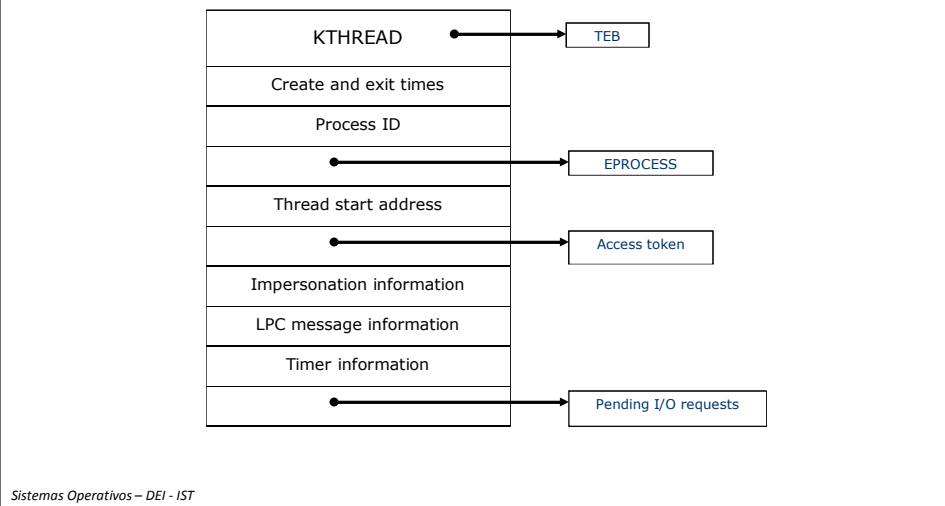 KTHREAD
TEB
Create and exit times
Process ID
EPROCESS
Thread start address
Access token
Impersonation information
LPC message information
Timer information
Pending I/O requests
Sistemas Operativos – DEI - IST